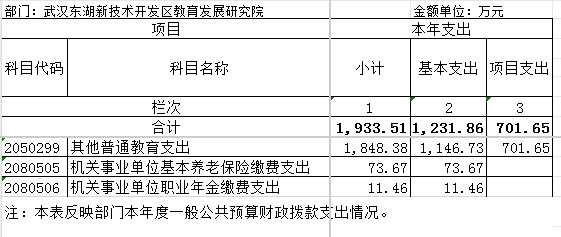 部门：武汉东湖新技术开发区教育发展研究院 金额单位：万元
项目 本年支出
科目代码 科目名称 小计 基本支出 项目支出
栏次 1 2 3
合计 1,933.51 1,231.86 701.65
2050299 其他普通教育支出 1,848.38 1,146.73 701.65
2080505 机关事业单位基本养老保险缴费支出 73.67 73.67
2080506 机关事业单位职业年金缴费支出 11.46 11.46
注：本表反映部门本年度一般公共预算财政拨款支出情况。